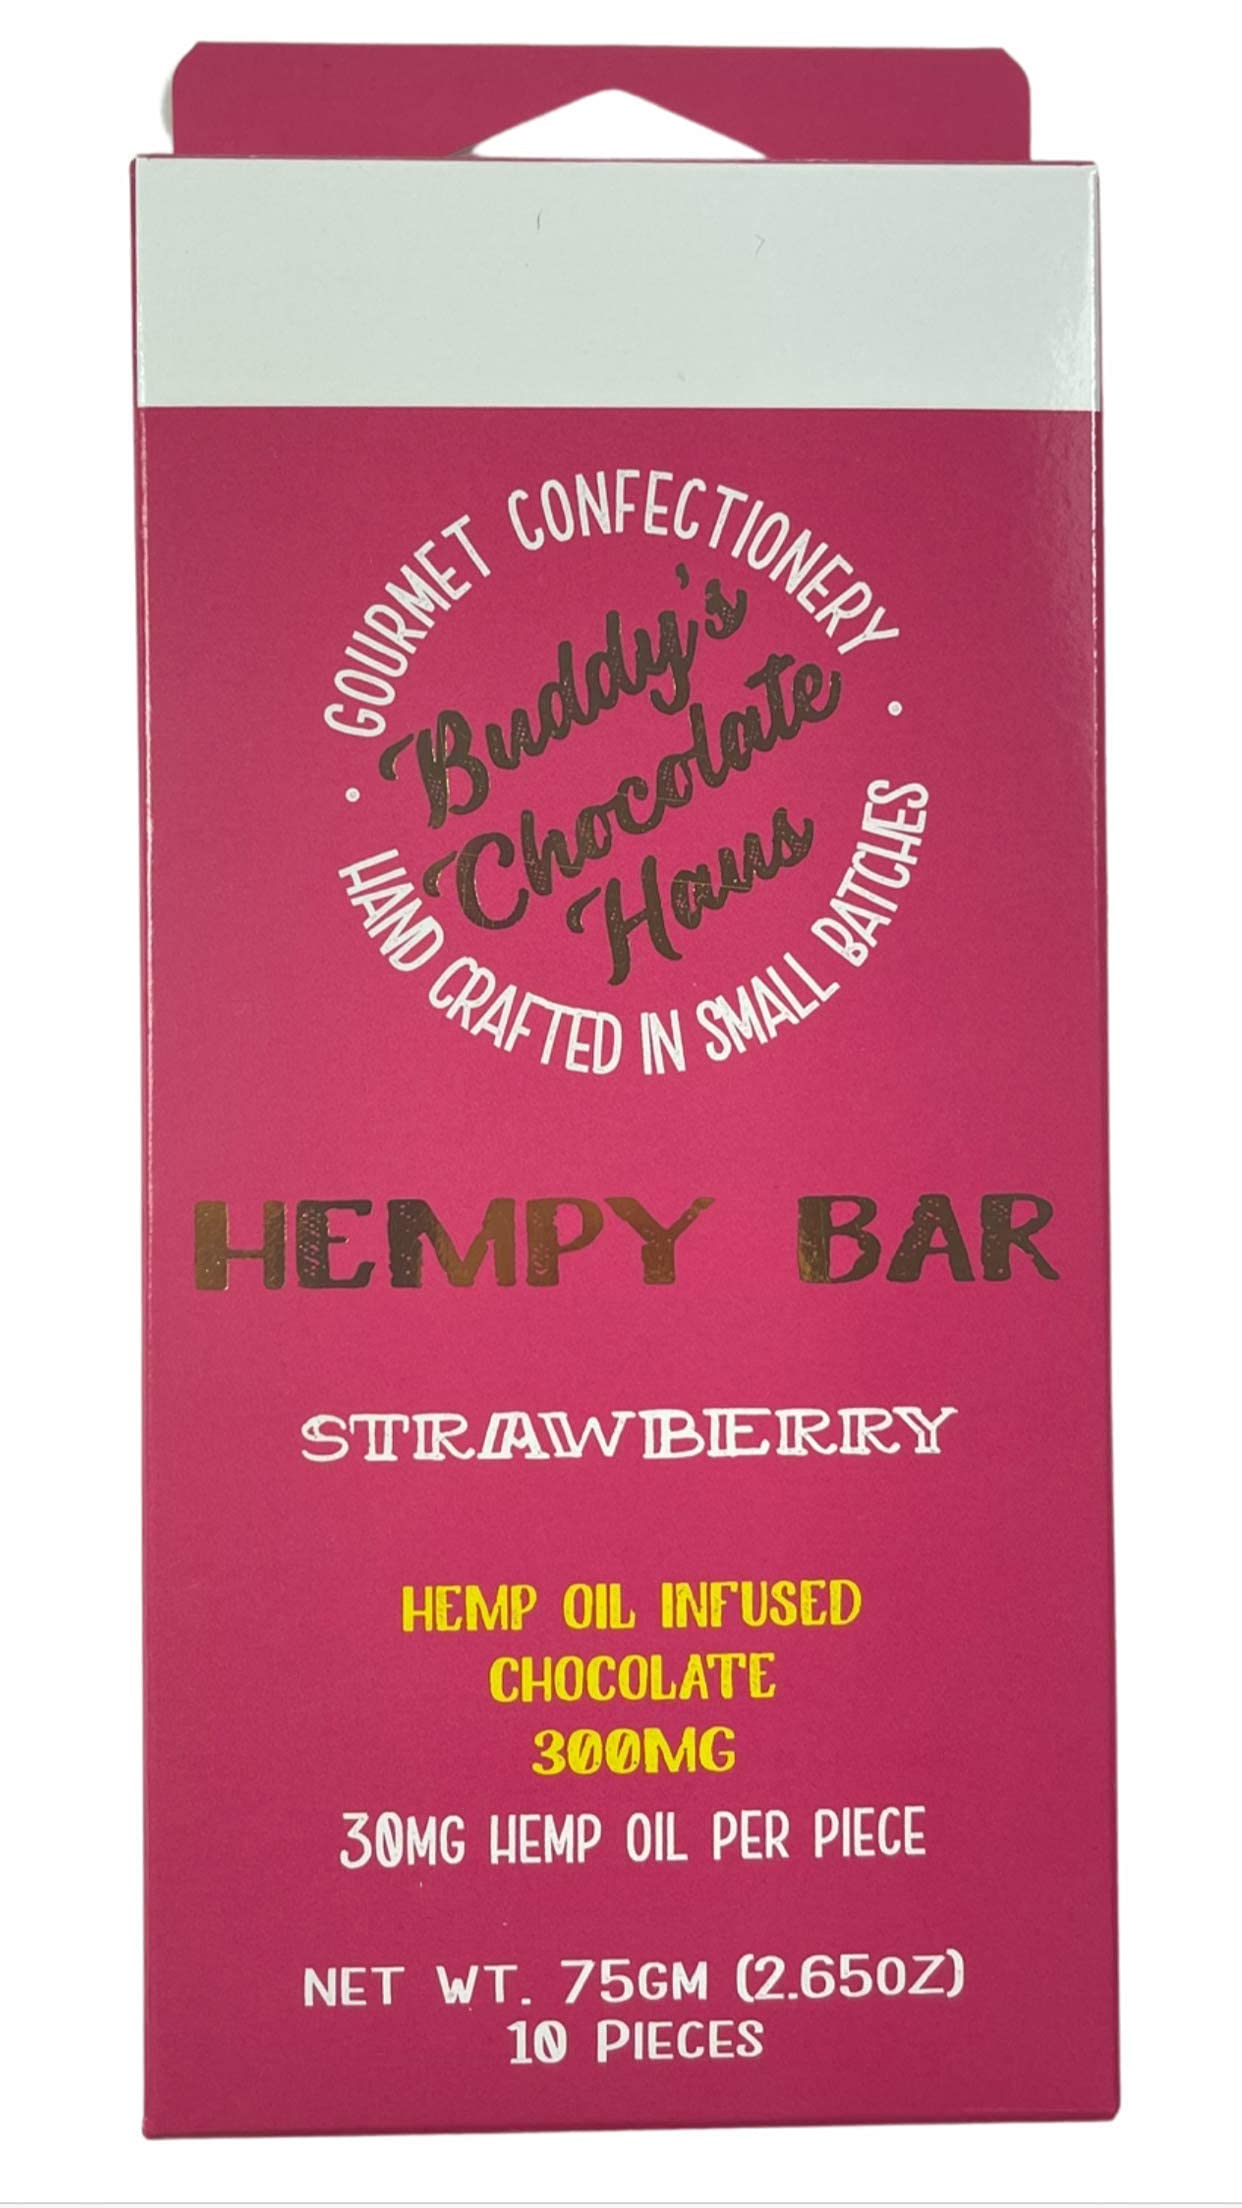 GOURMET CONFECTIONERY
Buddy's
Chocolate
Haus
HAND CRAFTED IN SMALL BATCHES
HEMPY BAR
STRAWBERRY
HEMP OIL INFUSED
CHOCOLATE
300MG
30MG HEMP OIL PER PIECE
NET WT. 75GM (2.65OZ)
10 PIECES